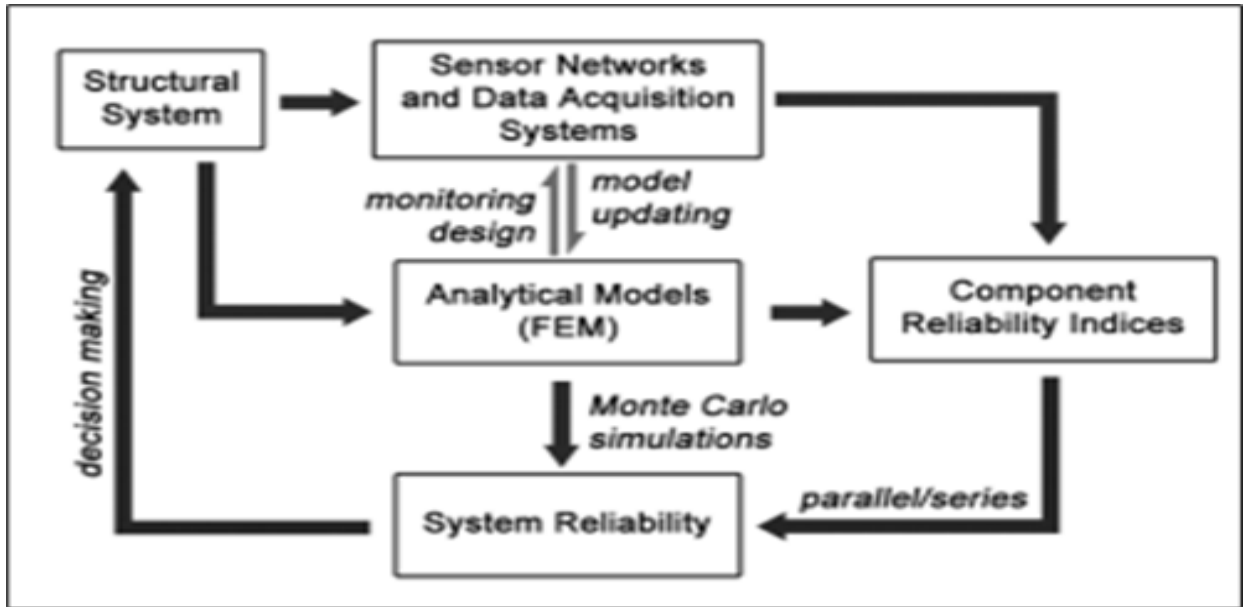 Structural
System
Sensor Networks
and Data Acquisition
Systems
monitoring
design
model
updating
Analytical Models
(FEM)
Component
Reliability Indices
decision making
Monte Carlo
simulations
System Reliability
parallel/series